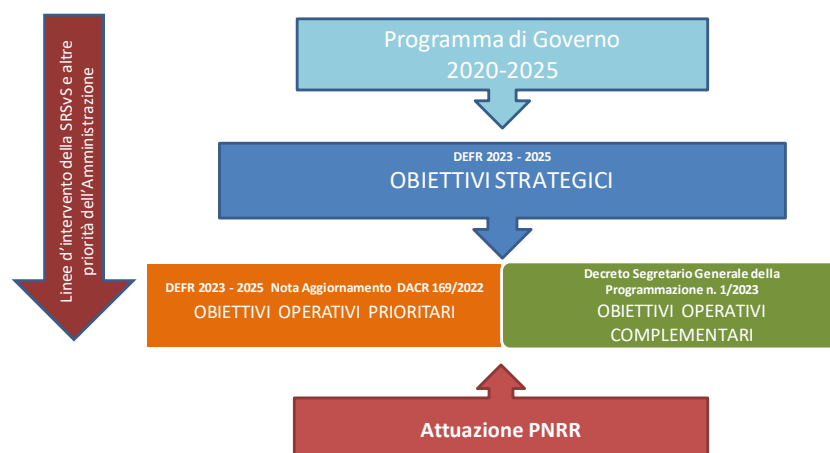 Linee d'intervento della SRSvS e altre
priorità dell'Amministrazione
Programma di Governo
2020-2025
DEFR 2023 - 2025
OBIETTIVI STRATEGICI
DEFR 2023 - 2025 Nota Aggiornamento DACR 169/2022
OBIETTIVI OPERATIVI PRIORITARI
Decreto Segretario Generale della
Programmazione n. 1/2023
OBIETTIVI OPERATIVI
COMPLEMENTARI
Attuazione PNRR